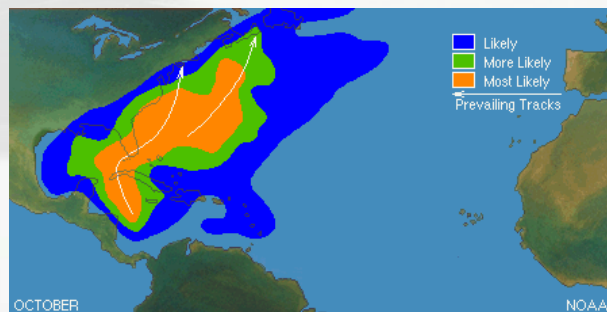 Likely
More Likely
Most Likely
Prevailing Tracks
OCTOBER
NOAA